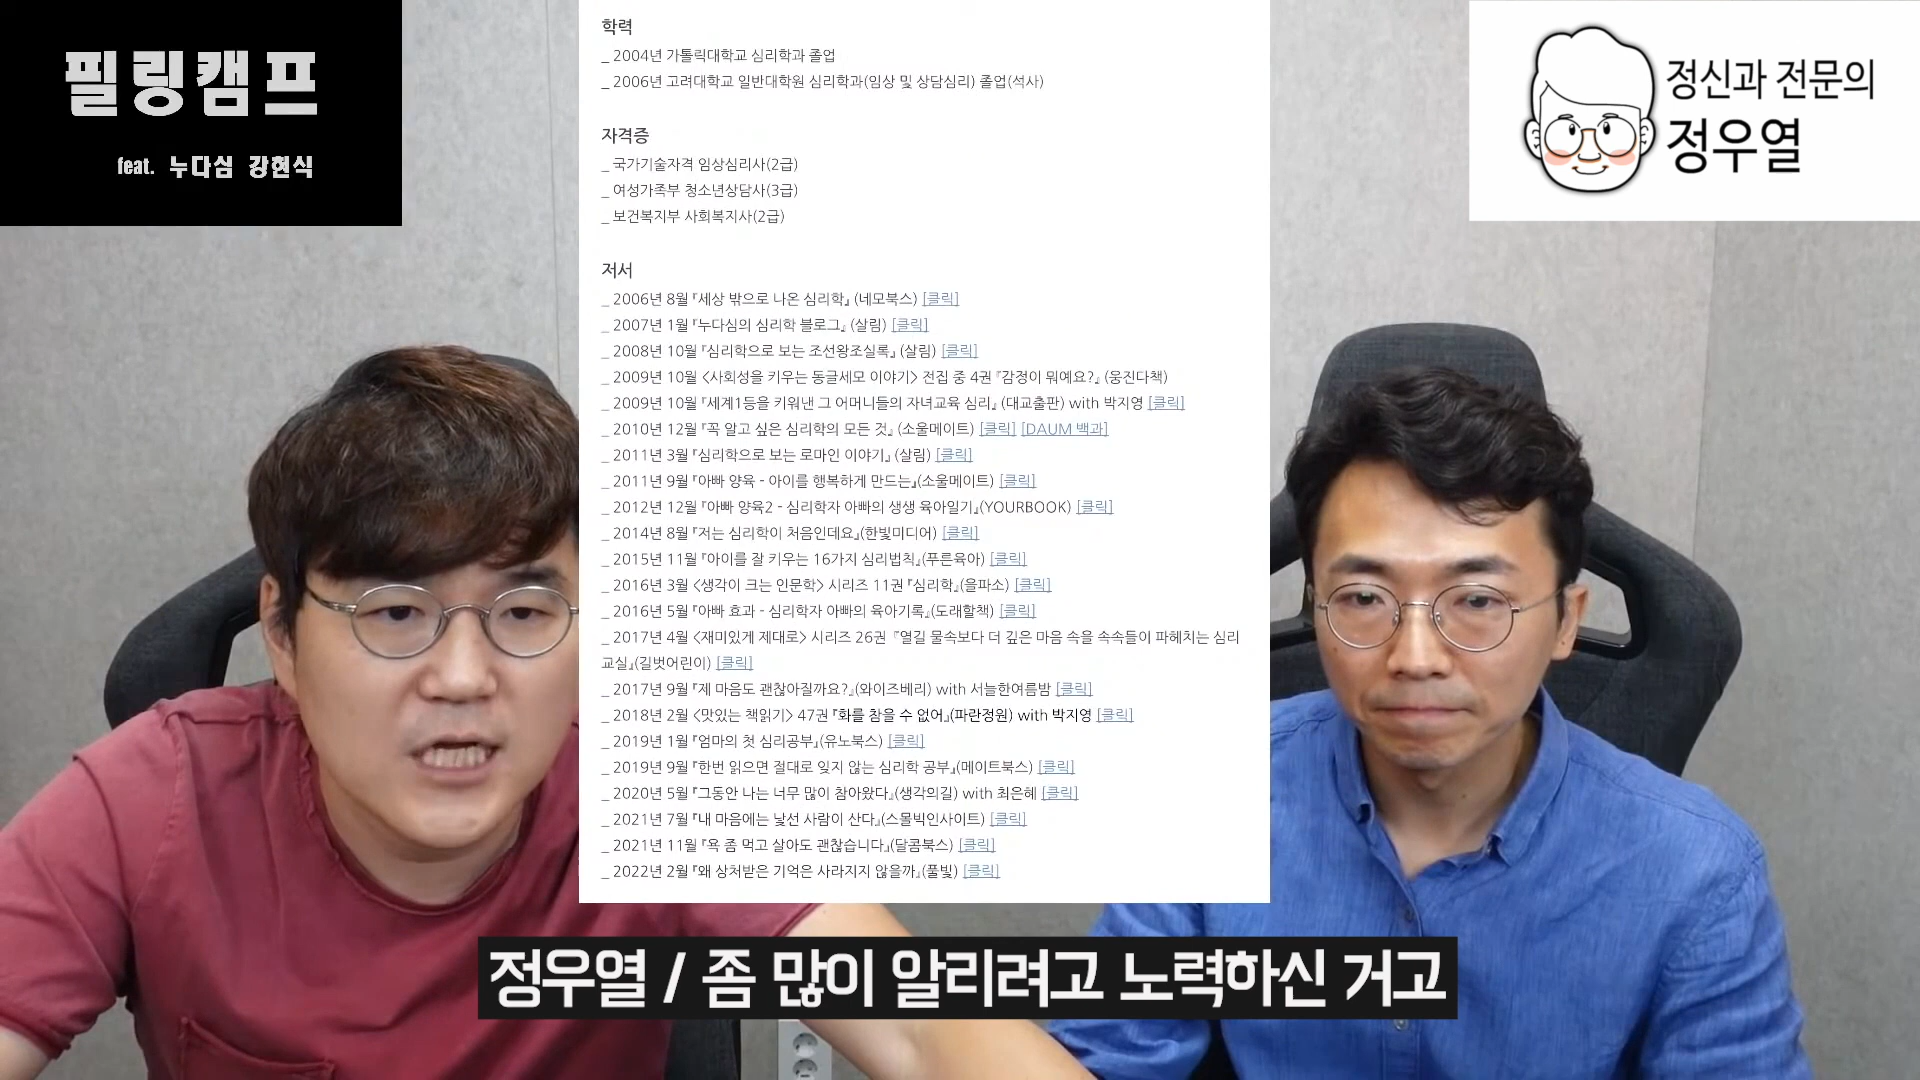 필링캠프
feat. 누다심 강현식
학력
_ 2004년 가톨릭대학교 심리학과 졸업
_ 2006년 고려대학교 일반대학원 심리학과(임상 및 상담심리) 졸업(석사)
자격증
_ 국가기술자격 임상심리사(2급)
_ 여성가족부 청소년상담사(3급)
_ 보건복지부 사회복지사(2급)
저서
_ 2006년 8월 『세상 밖으로 나온 심리학』 (네모북스) [클릭]
_ 2007년 1월 『누다심의 심리학 블로그』 (살림) [클릭]
_ 2008년 10월 『심리학으로 보는 조선왕조실록』 (살림) [클릭]
_ 2009년 10월 <사회성을 키우는 동글세모 이야기> 전집 중 4권 『감정이 뭐예요?』 (웅진다책)
_ 2009년 10월 『세계1등을 키워낸 그 어머니들의 자녀교육 심리』 (대교출판) with 박지영 [클릭]
_ 2010년 12월 『꼭 알고 싶은 심리학의 모든 것』 (소울메이트) [클릭] [DAUM 백과]
_ 2011년 3월 『심리학으로 보는 로마인 이야기』 (살림) [클릭]
_ 2011년 9월 『아빠 양육 - 아이를 행복하게 만드는』(소울메이트) [클릭]
_ 2012년 12월 『아빠 양육2 - 심리학자 아빠의 생생 육아일기』(YOURBOOK) [클릭]
_ 2014년 8월 『저는 심리학이 처음인데요』(한빛미디어) [클릭]
_ 2015년 11월 『아이를 잘 키우는 16가지 심리법칙』(푸른육아) [클릭]
_ 2016년 3월 <생각이 크는 인문학> 시리즈 11권 『심리학』(을파소) [클릭]
_ 2016년 5월 『아빠 효과 - 심리학자 아빠의 육아기록』(도래할책) [클릭]
_ 2017년 4월 <재미있게 제대로> 시리즈 26권 『열길 물속보다 더 깊은 마음 속을 속속들이 파헤치는 심리
교실』(길벗어린이) [클릭]
_ 2017년 9월 『제 마음도 괜찮아질까요?』(와이즈베리) with 서늘한여름밤 [클릭]
_ 2018년 2월 <맛있는 책읽기> 47권 『화를 참을 수 없어』(파란정원) with 박지영 [클릭]
_ 2019년 1월 『엄마의 첫 심리공부』(유노북스) [클릭]
_ 2019년 9월 『한번 읽으면 절대로 잊지 않는 심리학 공부』(메이트북스) [클릭]
_ 2020년 5월 『그동안 나는 너무 많이 참아왔다』(생각의길) with 최은혜 [클릭]
_ 2021년 7월 『내 마음에는 낯선 사람이 산다』(스몰빅인사이트) [클릭]
_ 2021년 11월 『욕 좀 먹고 살아도 괜찮습니다』(달콤북스) [클릭]
_ 2022년 2월 『왜 상처받은 기억은 사라지지 않을까』(풀빛) [클릭]
정신과 전문의
정우열
정우열 / 좀 많이 알리려고 노력하신 거고